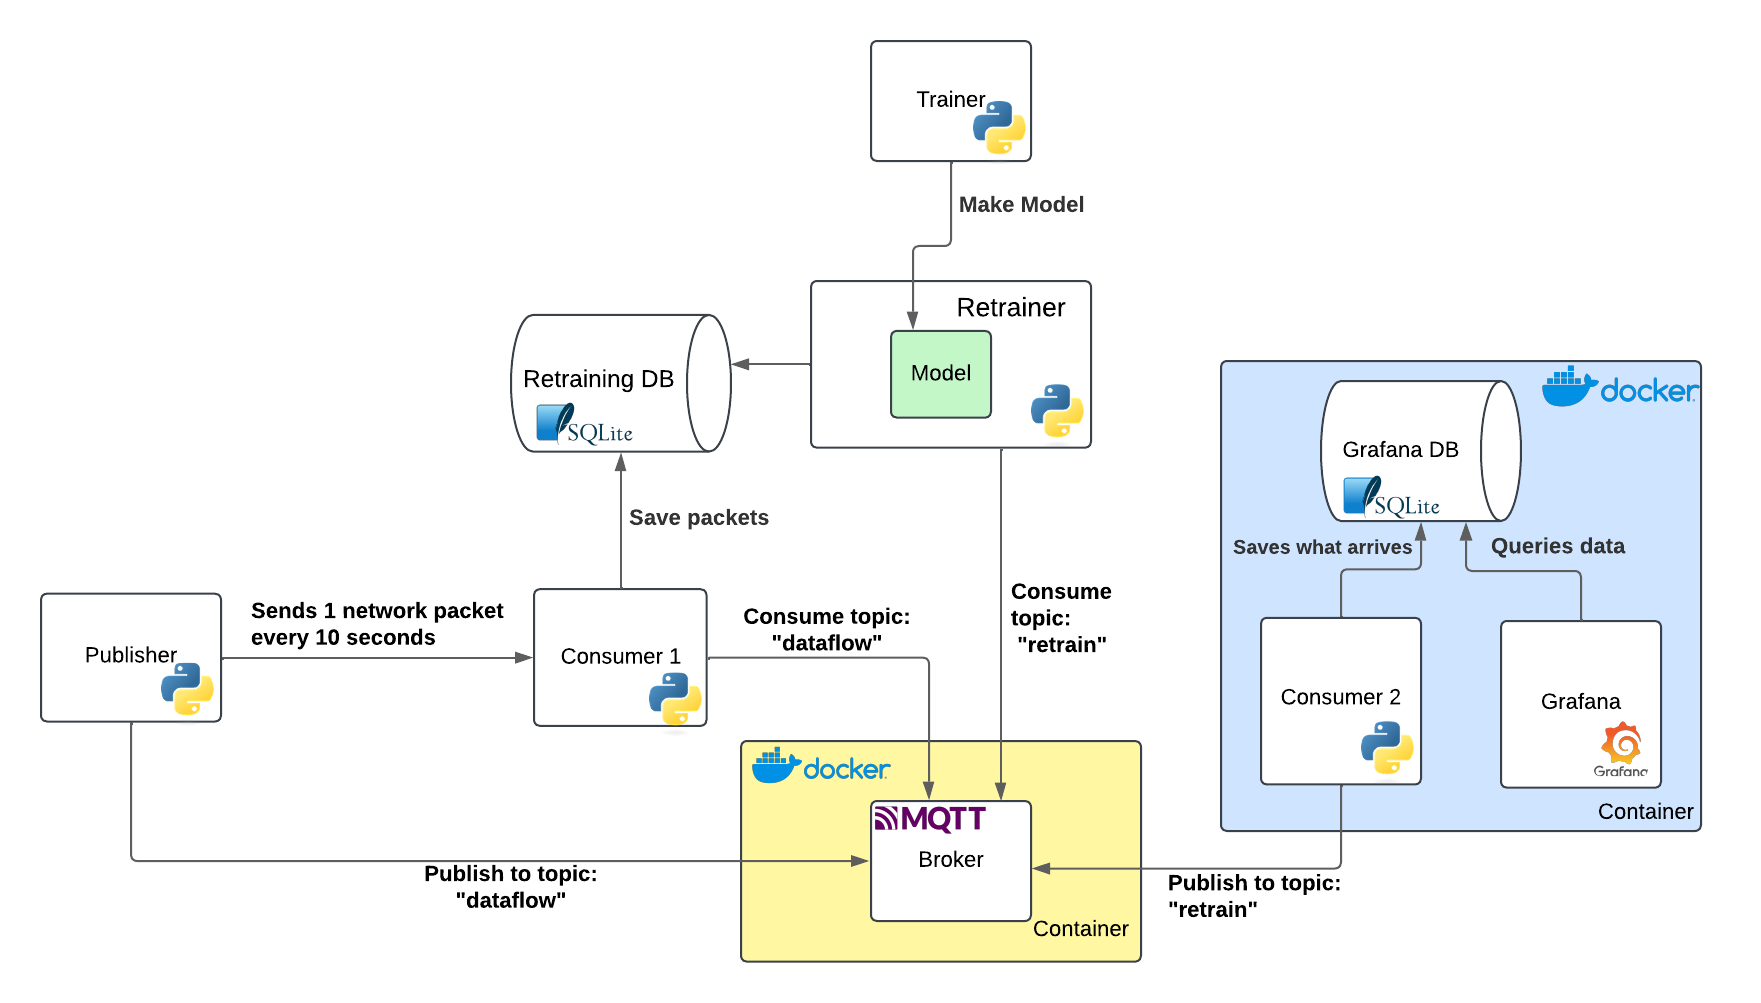 Trainer
Make Model
Retrainer
Model
Retraining DB
SQLite
docker
Grafana DB
SQLite
Save packets
Saves what arrives
Queries data
Sends 1 network packet
every 10 seconds
Consume topic:
"dataflow"
Consume
topic:
"retrain"
Publisher
Consumer 1
Consumer 2
Grafana
Grafana
Container
docker
MQTT
Broker
Container
Publish to topic:
"dataflow"
Publish to topic:
"retrain"